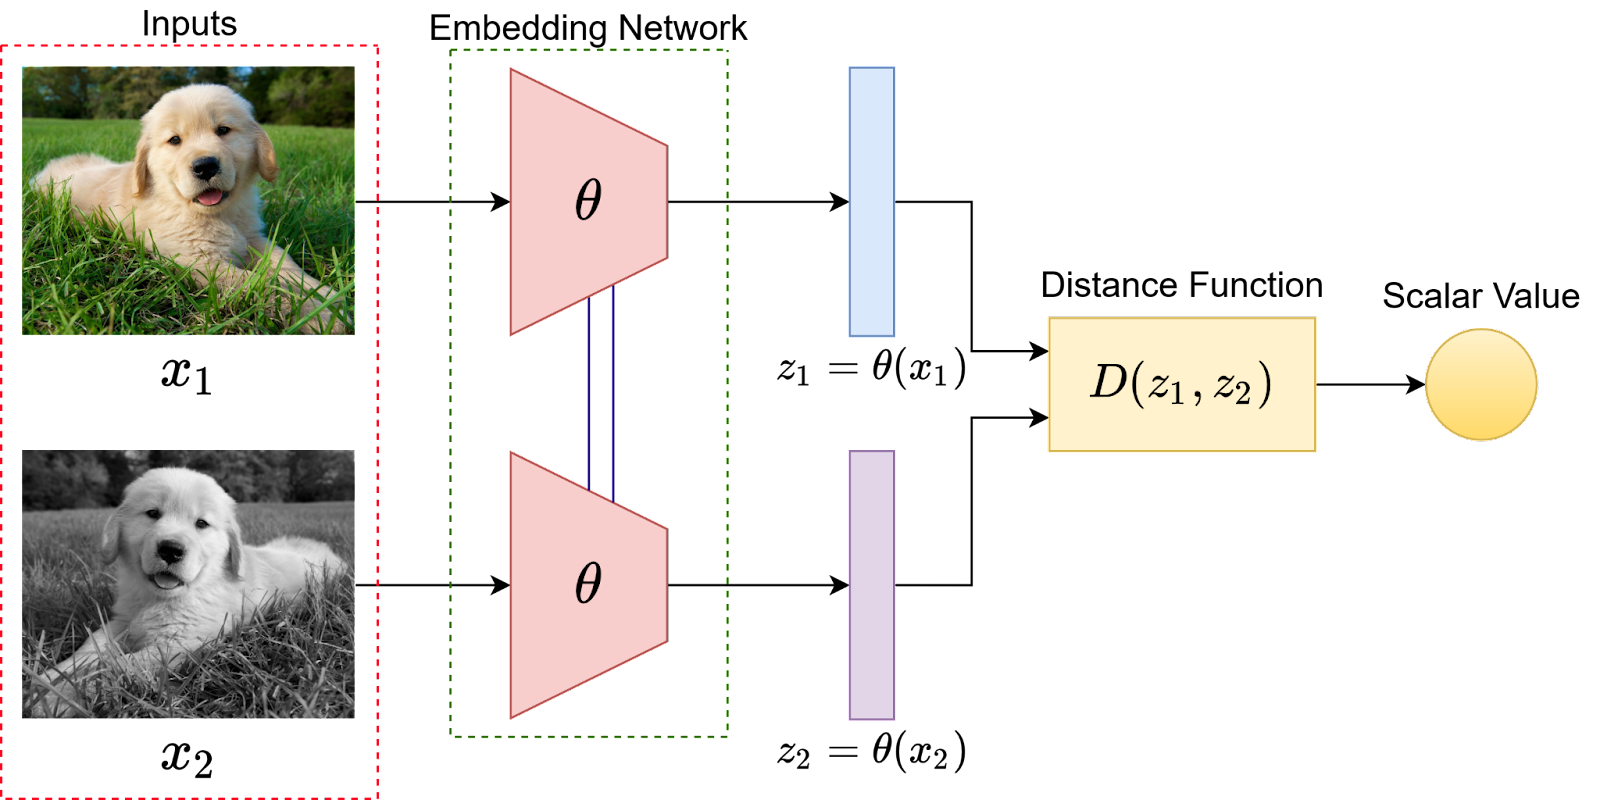 Inputs
Embedding Network
θ
x₁
z₁ = θ(x₁)
Distance Function
D(z₁, z₂)
Scalar Value
θ
x₂
z₂ = θ(x₂)